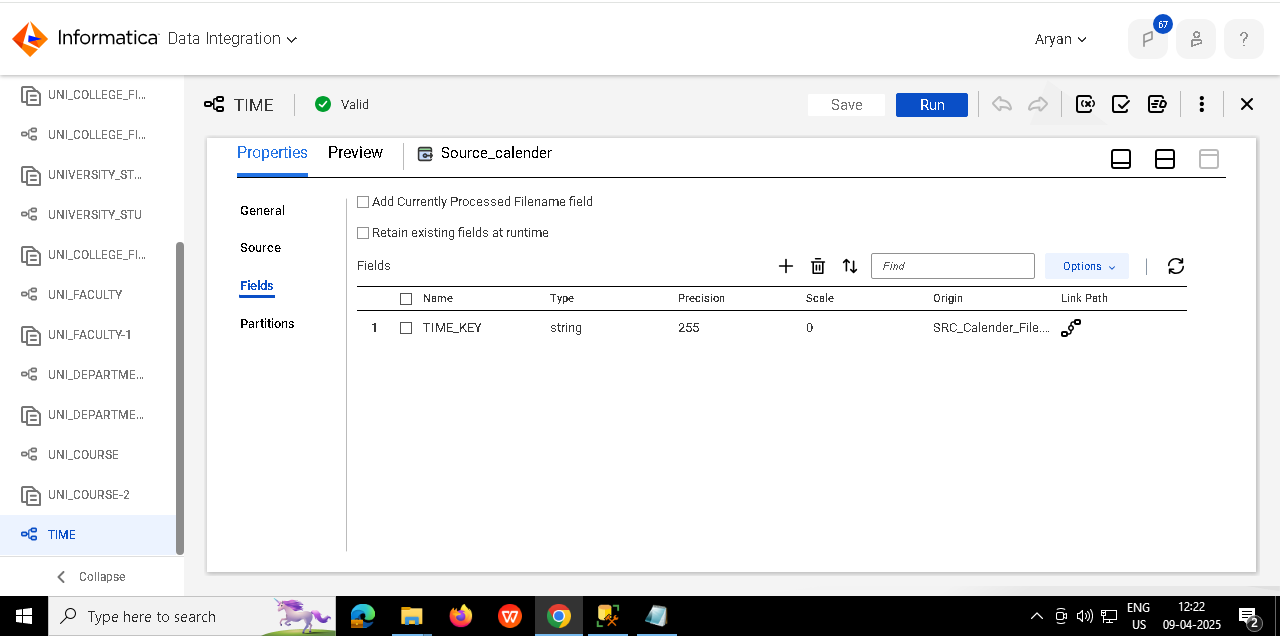 Informatica Data Integration
Aryan
67
?
UNI_COLLEGE_FI...
UNI_COLLEGE_FI...
UNIVERSITY_ST...
UNIVERSITY_STU
UNI_COLLEGE_FI...
UNI_FACULTY
UNI_FACULTY-1
UNI_DEPARTME...
UNI_DEPARTME...
UNI_COURSE
UNI_COURSE-2
TIME
Collapse
TIME
Valid
Save
Run
Properties
Preview
Source_calender
General
Source
Fields
Partitions
Add Currently Processed Filename field
Retain existing fields at runtime
Fields
Find
Options
Name Type Precision Scale Origin Link Path
1 TIME_KEY string 255 0 SRC_Calender_File....
Type here to search
ENG
US
12:22
09-04-2025
2